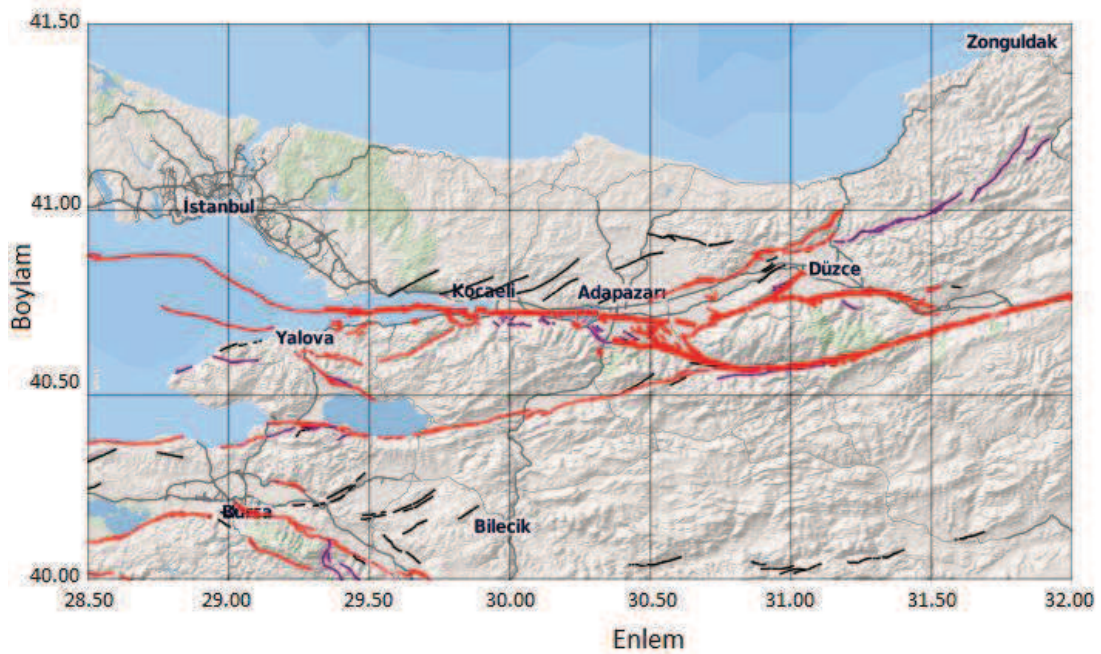 41.50
Zonguldak
41.00
İstanbul
Düzce
Kocaeli
Adapazarı
Boylam
Yalova
40.50
Bursa
Bilecik
40.00
28.50 29.00 29.50 30.00 30.50 31.00 31.50 32.00
Enlem